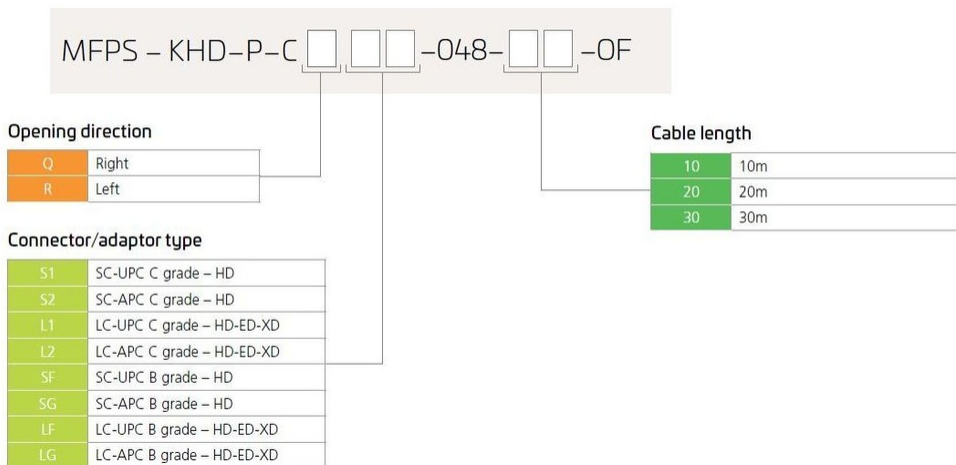 MFPS – KHD–P–C –048– –OF
Opening direction
Q Right
R Left
Connector/adaptor type
S1 SC-UPC C grade – HD
S2 SC-APC C grade – HD
L1 LC-UPC C grade – HD-ED-XD
L2 LC-APC C grade – HD-ED-XD
SF SC-UPC B grade – HD
SG SC-APC B grade – HD
LF LC-UPC B grade – HD-ED-XD
LG LC-APC B grade – HD-ED-XD
Cable length
10 10m
20 20m
30 30m